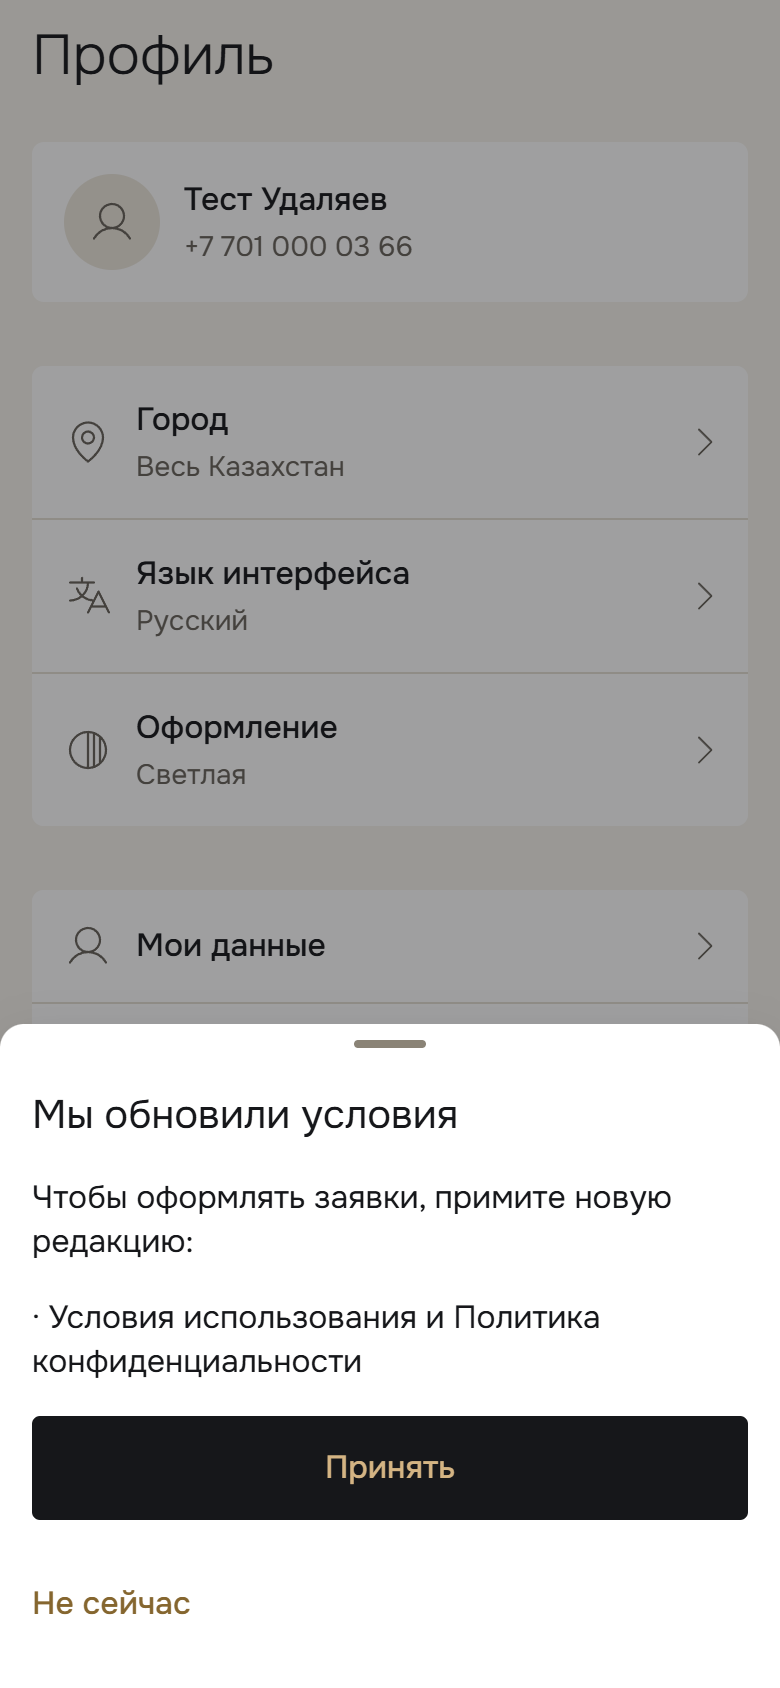 Профиль
Тест Удаляев
+7 701 000 03 66
Город
Весь Казахстан
Язык интерфейса
Русский
Оформление
Светлая
Мои данные
Мы обновили условия
Чтобы оформлять заявки, примите новую
редакцию:
· Условия использования и Политика
конфиденциальности
Принять
Не сейчас